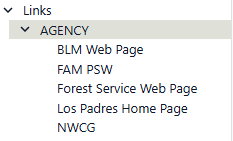 Links
AGENCY
BLM Web Page
FAM PSW
Forest Service Web Page
Los Padres Home Page
NWCG